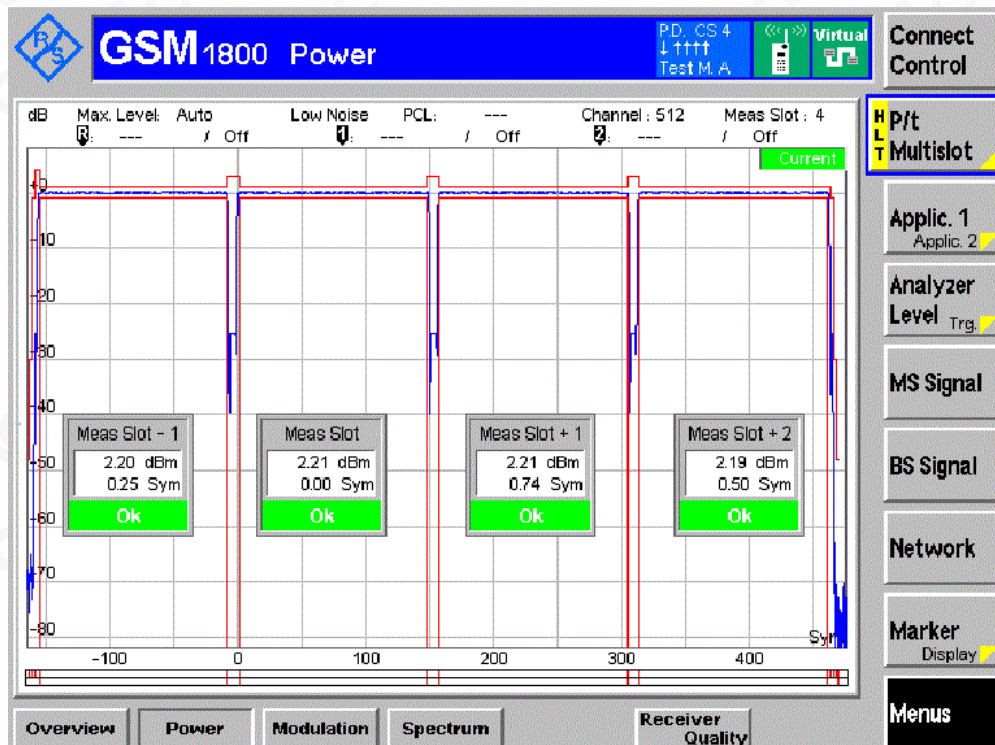 R S
GSM 1800 Power
P.D. CS 4
↓ ↑↑↑↑
Test M. A.
Virtual
Connect
Control
dB Max. Level: Auto Low Noise PCL: --- Channel : 512 Meas Slot : 4
R : --- / Off 1 : --- / Off 2 : --- / Off
HLT
P/t
Multislot
Current
+0
-10
-20
-30
-40
-50
-60
-70
-80
Applic. 1
Applic. 2
Analyzer
Level Trg.
MS Signal
Meas Slot - 1
2.20 dBm
0.25 Sym
Ok
Meas Slot
2.21 dBm
0.00 Sym
Ok
Meas Slot + 1
2.21 dBm
0.74 Sym
Ok
Meas Slot + 2
2.19 dBm
0.50 Sym
Ok
BS Signal
Network
Sym
-100 0 100 200 300 400
Marker
Display
Overview
Power
Modulation
Spectrum
Receiver
Quality
Menus